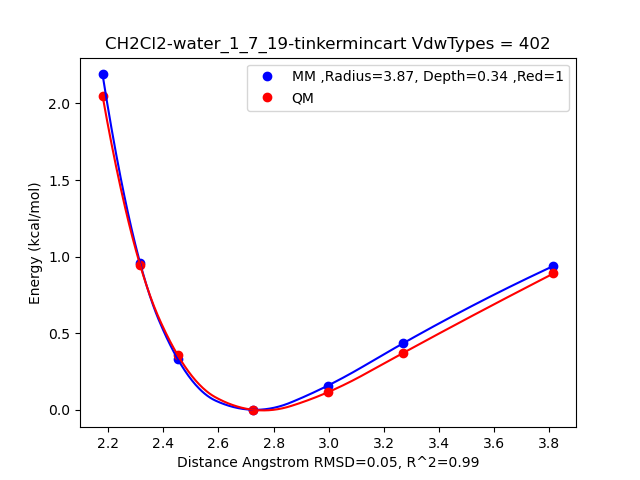 CH2Cl2-water_1_7_19-tinkermincart VdwTypes = 402
MM ,Radius=3.87, Depth=0.34 ,Red=1
QM
Energy (kcal/mol)
2.0
1.5
1.0
0.5
0.0
2.2 2.4 2.6 2.8 3.0 3.2 3.4 3.6 3.8
Distance Angstrom RMSD=0.05, R^2=0.99